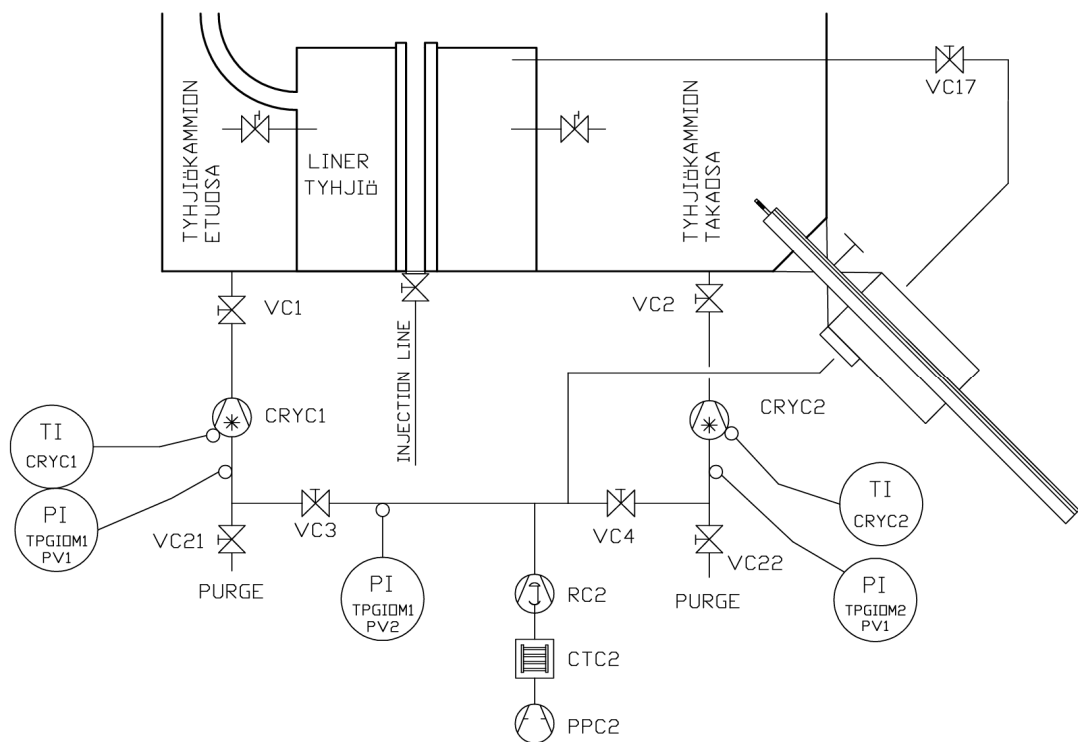 VC17
TYHJIÖKAMMION
ETUOSA
LINER
TYHJIÖ
TYHJIÖKAMMION
TAKAOSA
VC1
VC2
INJECTION LINE
CRYC1
CRYC2
TI
CRYC1
TI
CRYC2
PI
TPGIOM1
PV1
VC21
VC3
VC4
VC22
PURGE
PI
TPGIOM1
PV2
RC2
PURGE
PI
TPGIOM2
PV1
CTC2
PPC2